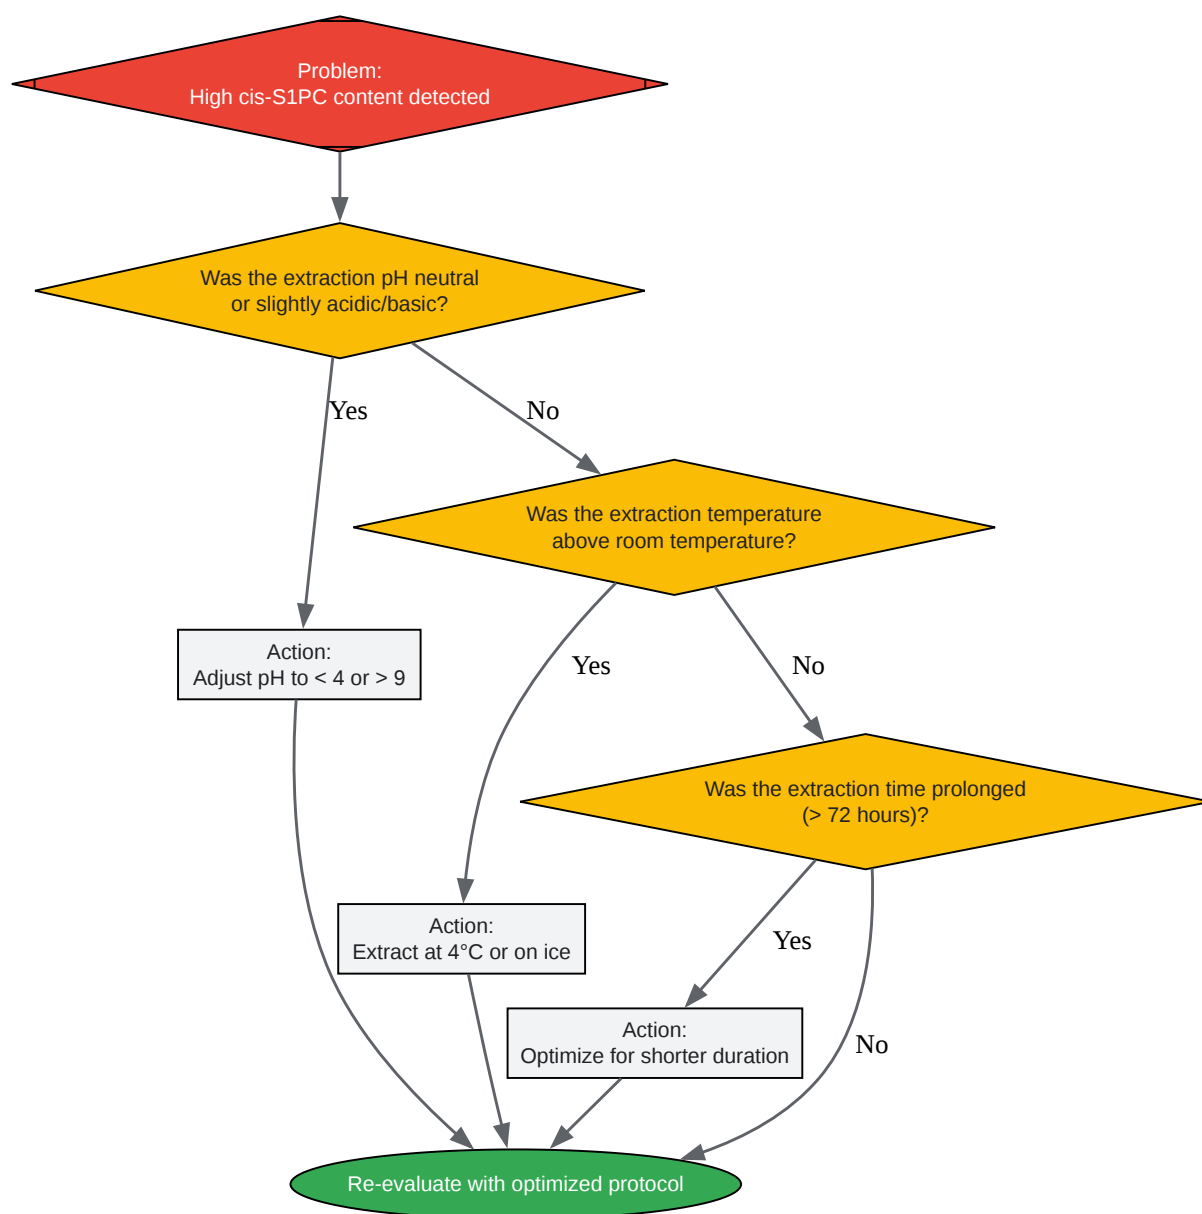 Problem:
High cis-S1PC content detected
Was the extraction pH neutral
or slightly acidic/basic?
Yes
No
Was the extraction temperature
above room temperature?
Action:
Adjust pH to < 4 or > 9
Yes
No
Was the extraction time prolonged
(> 72 hours)?
Action:
Extract at 4°C or on ice
Yes
Action:
Optimize for shorter duration
No
Re-evaluate with optimized protocol